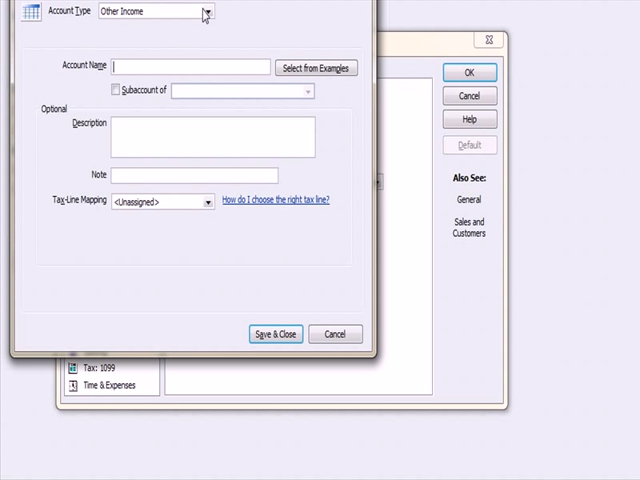 Account Type Other Income
Account Name Select from Examples OK
Subaccount of Cancel
Optional Help
Description Default
Note Also See:
Tax-Line Mapping <Unassigned> How do I choose the right tax line? General
Sales and
Customers
Save & Close Cancel
Tax: 1099
Time & Expenses